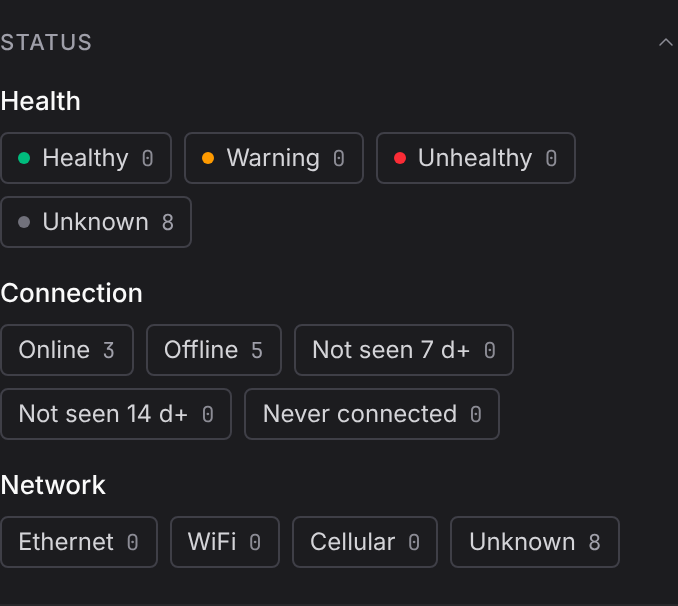 STATUS
Health
Healthy 0 Warning 0 Unhealthy 0
Unknown 8
Connection
Online 3 Offline 5 Not seen 7 d+ 0
Not seen 14 d+ 0 Never connected 0
Network
Ethernet 0 WiFi 0 Cellular 0 Unknown 8